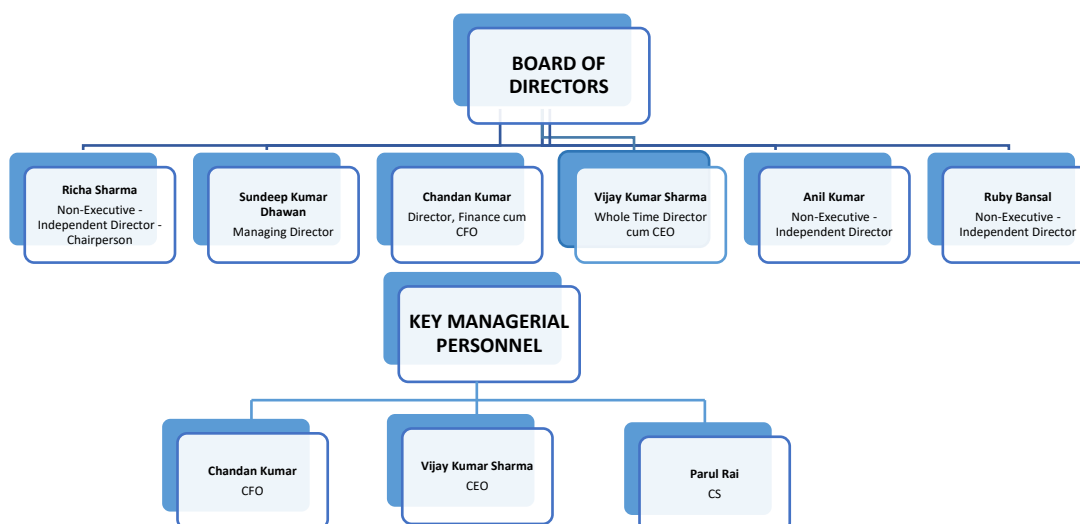 BOARD OF
DIRECTORS
Richa Sharma
Non-Executive -
Independent Director -
Chairperson
Sundeep Kumar
Dhawan
Managing Director
Chandan Kumar
Director, Finance cum
CFO
Vijay Kumar Sharma
Whole Time Director
cum CEO
Anil Kumar
Non-Executive -
Independent Director
Ruby Bansal
Non-Executive -
Independent Director
KEY MANAGERIAL
PERSONNEL
Chandan Kumar
CFO
Vijay Kumar Sharma
CEO
Parul Rai
CS